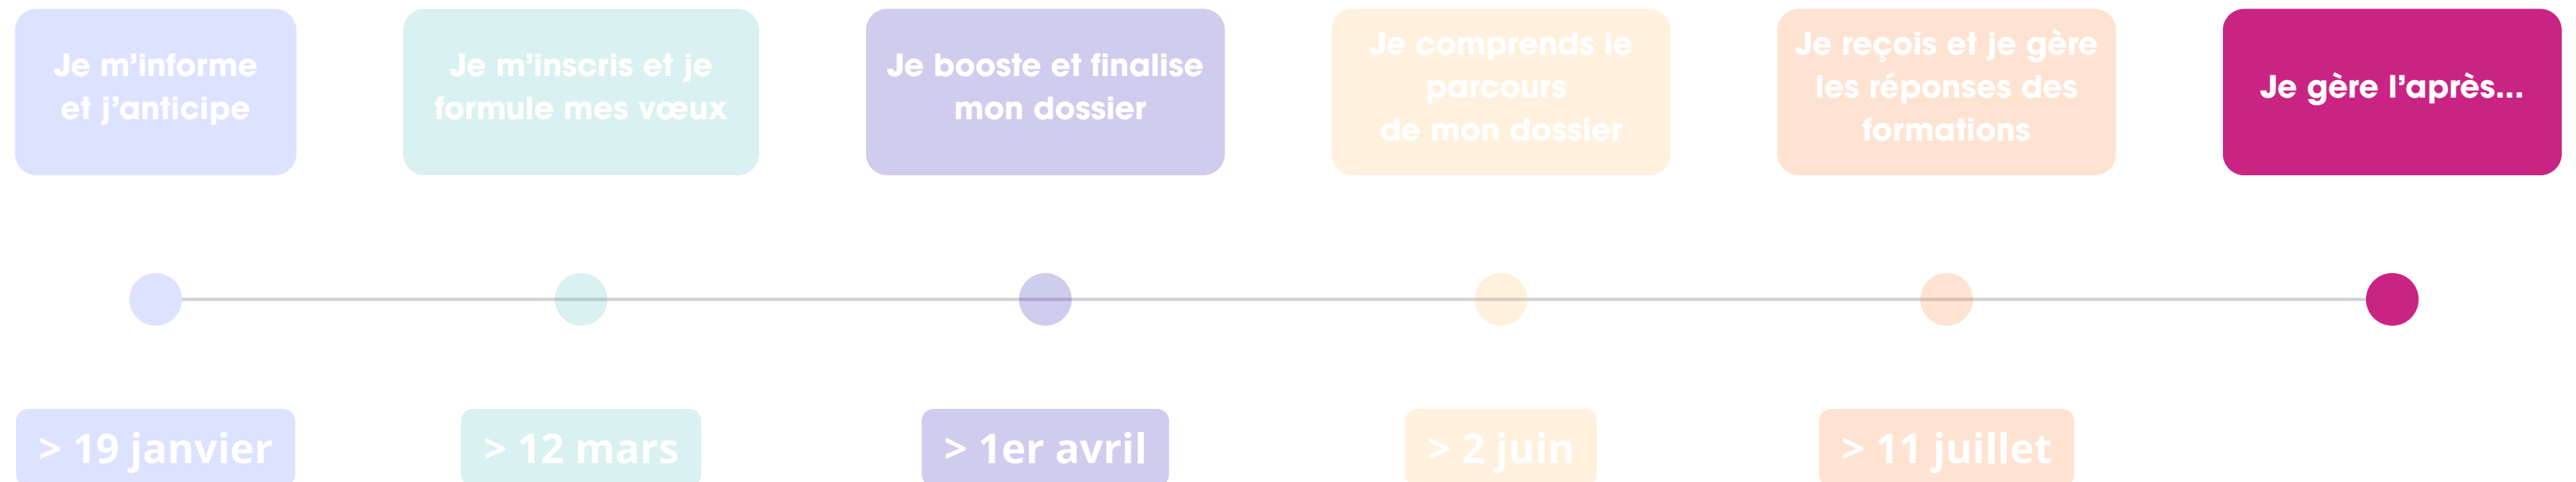 Je m’informe
et j’anticipe
Je m’inscris et je
formule mes vœux
Je booste et finalise
mon dossier
Je comprends le
parcours
de mon dossier
Je reçois et je gère
les réponses des
formations
Je gère l’après...
> 19 janvier
> 12 mars
> 1er avril
> 2 juin
> 11 juillet